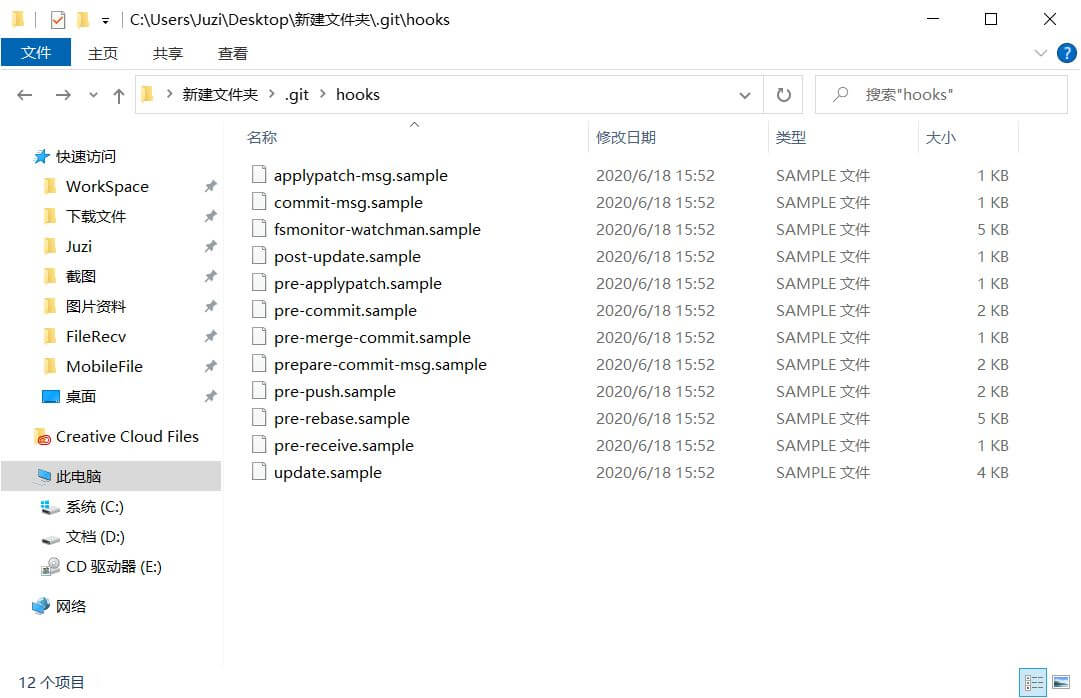 C:\Users\Juzi\Desktop\新建文件夹\.git\hooks
文件 主页 共享 查看 ?
新建文件夹 .git hooks 搜索"hooks"
名称 修改日期 类型 大小
快速访问
WorkSpace
下载文件
Juzi
截图
图片资料
FileRecv
MobileFile
桌面
Creative Cloud Files
此电脑
系统 (C:)
文档 (D:)
CD 驱动器 (E:)
网络
applypatch-msg.sample 2020/6/18 15:52 SAMPLE 文件 1 KB
commit-msg.sample 2020/6/18 15:52 SAMPLE 文件 1 KB
fsmonitor-watchman.sample 2020/6/18 15:52 SAMPLE 文件 5 KB
post-update.sample 2020/6/18 15:52 SAMPLE 文件 1 KB
pre-applypatch.sample 2020/6/18 15:52 SAMPLE 文件 1 KB
pre-commit.sample 2020/6/18 15:52 SAMPLE 文件 2 KB
pre-merge-commit.sample 2020/6/18 15:52 SAMPLE 文件 1 KB
prepare-commit-msg.sample 2020/6/18 15:52 SAMPLE 文件 2 KB
pre-push.sample 2020/6/18 15:52 SAMPLE 文件 2 KB
pre-rebase.sample 2020/6/18 15:52 SAMPLE 文件 5 KB
pre-receive.sample 2020/6/18 15:52 SAMPLE 文件 1 KB
update.sample 2020/6/18 15:52 SAMPLE 文件 4 KB
12 个项目